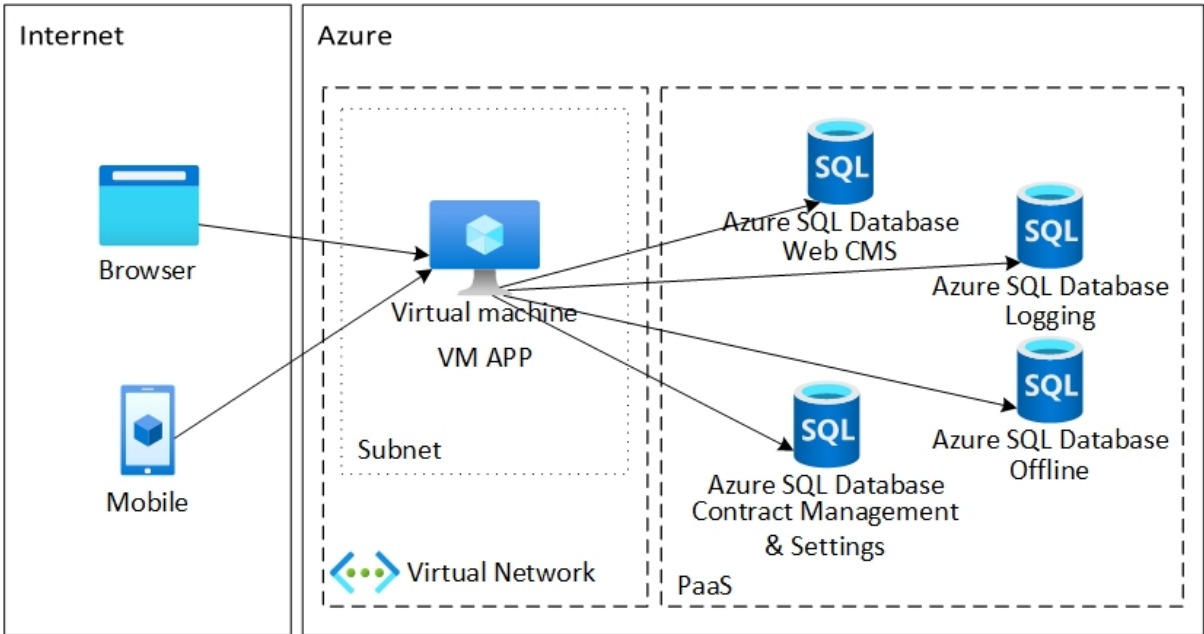 Internet
Azure
Browser
Mobile
Virtual machine
VM APP
Subnet
Virtual Network
SQL
Azure SQL Database
Web CMS
SQL
Azure SQL Database
Logging
SQL
Azure SQL Database
Offline
SQL
Azure SQL Database
Contract Management
& Settings
PaaS